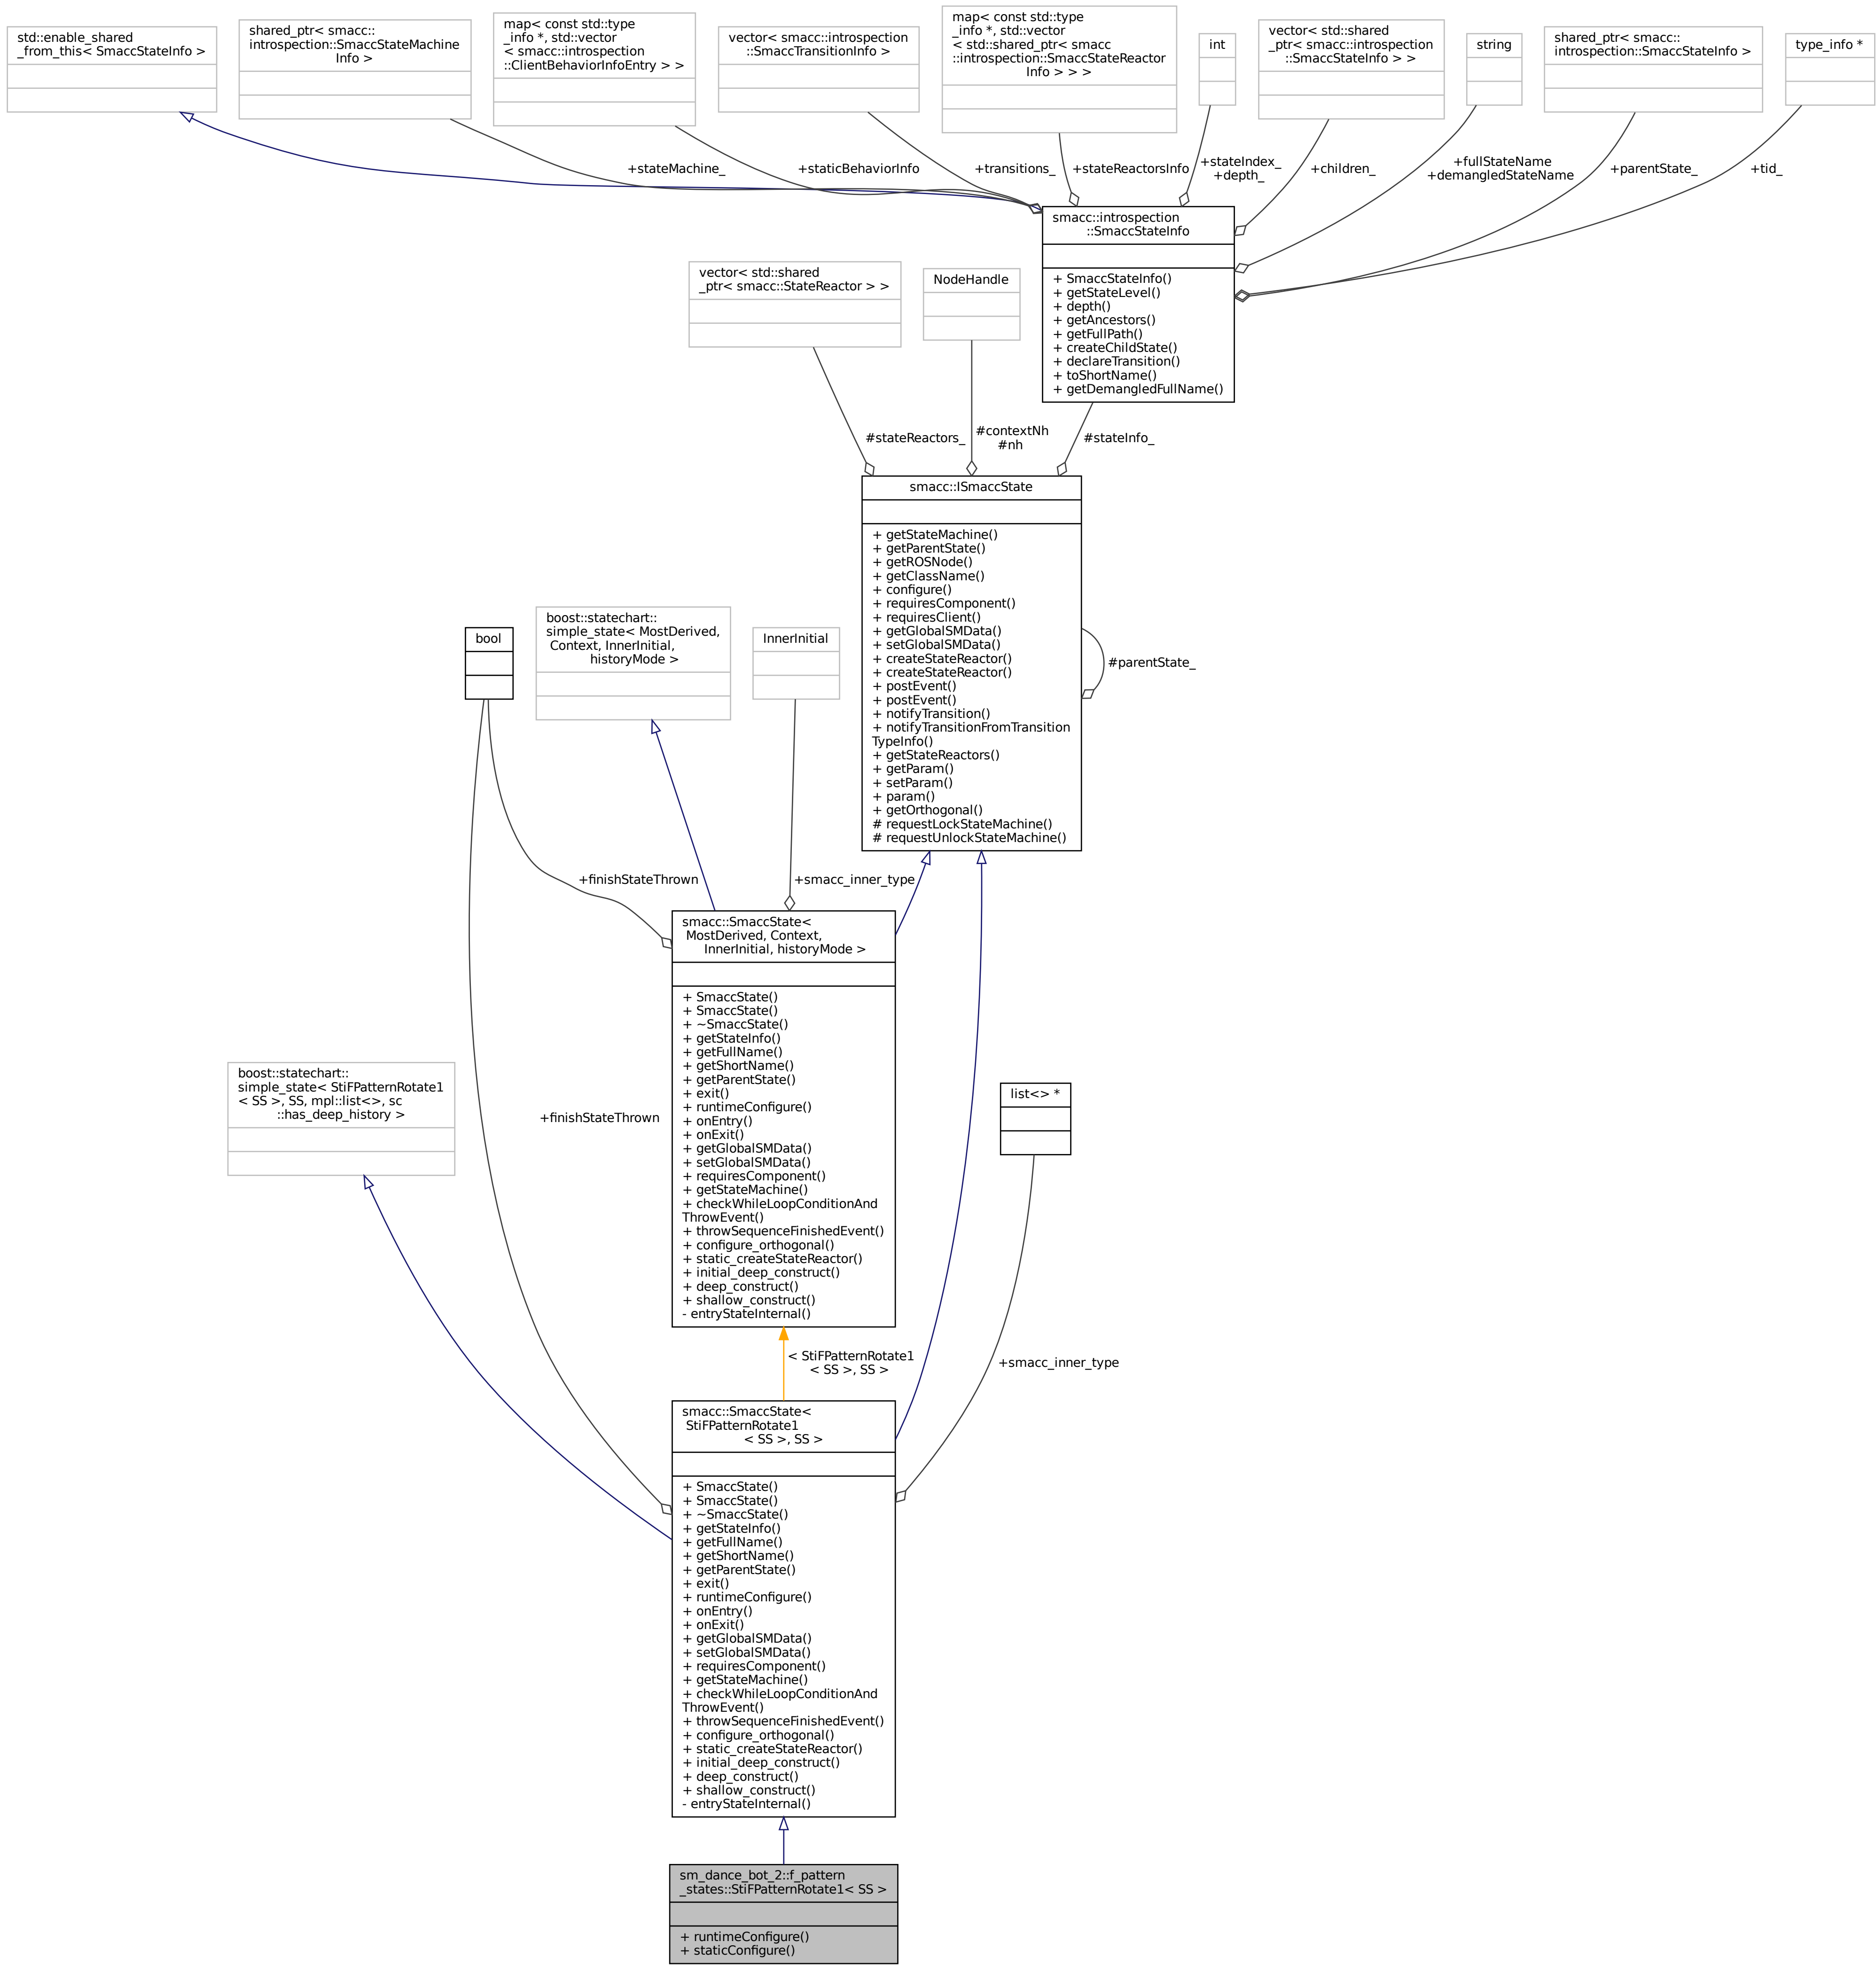 std::enable_shared
_from_this< SmaccStateInfo >
shared_ptr< smacc::
introspection::SmaccStateMachine
Info >
map< const std::type
_info *, std::vector
< smacc::introspection
::ClientBehaviorInfoEntry > >
vector< smacc::introspection
::SmaccTransitionInfo >
map< const std::type
_info *, std::vector
< std::shared_ptr< smacc
::introspection::SmaccStateReactor
Info > > >
int
vector< std::shared
_ptr< smacc::introspection
::SmaccStateInfo > >
string
shared_ptr< smacc::
introspection::SmaccStateInfo >
type_info *
+stateMachine_
+staticBehaviorInfo
+transitions_
+stateReactorsInfo
+stateIndex_
+depth_
+children_
+fullStateName
+demangledStateName
+parentState_
+tid_
smacc::introspection
::SmaccStateInfo
+ SmaccStateInfo()
+ getStateLevel()
+ depth()
+ getAncestors()
+ getFullPath()
+ createChildState()
+ declareTransition()
+ toShortName()
+ getDemangledFullName()
vector< std::shared
_ptr< smacc::StateReactor > >
NodeHandle
#stateReactors_
#contextNh
#nh
#stateInfo_
smacc::ISmaccState
+ getStateMachine()
+ getParentState()
+ getROSNode()
+ getClassName()
+ configure()
+ requiresComponent()
+ requiresClient()
+ getGlobalSMData()
+ setGlobalSMData()
+ createStateReactor()
+ createStateReactor()
+ postEvent()
+ postEvent()
+ notifyTransition()
+ notifyTransitionFromTransition
TypeInfo()
+ getStateReactors()
+ getParam()
+ setParam()
+ param()
+ getOrthogonal()
# requestLockStateMachine()
# requestUnlockStateMachine()
#parentState_
bool
boost::statechart::
simple_state< MostDerived,
Context, InnerInitial,
historyMode >
InnerInitial
+finishStateThrown
+smacc_inner_type
smacc::SmaccState<
MostDerived, Context,
InnerInitial, historyMode >
+ SmaccState()
+ SmaccState()
+ ~SmaccState()
+ getStateInfo()
+ getFullName()
+ getShortName()
+ getParentState()
+ exit()
+ runtimeConfigure()
+ onEntry()
+ onExit()
+ getGlobalSMData()
+ setGlobalSMData()
+ requiresComponent()
+ getStateMachine()
+ checkWhileLoopConditionAnd
ThrowEvent()
+ throwSequenceFinishedEvent()
+ configure_orthogonal()
+ static_createStateReactor()
+ initial_deep_construct()
+ deep_construct()
+ shallow_construct()
- entryStateInternal()
boost::statechart::
simple_state< StiFPatternRotate1
< SS >, SS, mpl::list<>, sc
::has_deep_history >
+finishStateThrown
list<> *
< StiFPatternRotate1
< SS >, SS >
+smacc_inner_type
smacc::SmaccState<
StiFPatternRotate1
< SS >, SS >
+ SmaccState()
+ SmaccState()
+ ~SmaccState()
+ getStateInfo()
+ getFullName()
+ getShortName()
+ getParentState()
+ exit()
+ runtimeConfigure()
+ onEntry()
+ onExit()
+ getGlobalSMData()
+ setGlobalSMData()
+ requiresComponent()
+ getStateMachine()
+ checkWhileLoopConditionAnd
ThrowEvent()
+ throwSequenceFinishedEvent()
+ configure_orthogonal()
+ static_createStateReactor()
+ initial_deep_construct()
+ deep_construct()
+ shallow_construct()
- entryStateInternal()
sm_dance_bot_2::f_pattern
_states::StiFPatternRotate1< SS >
+ runtimeConfigure()
+ staticConfigure()